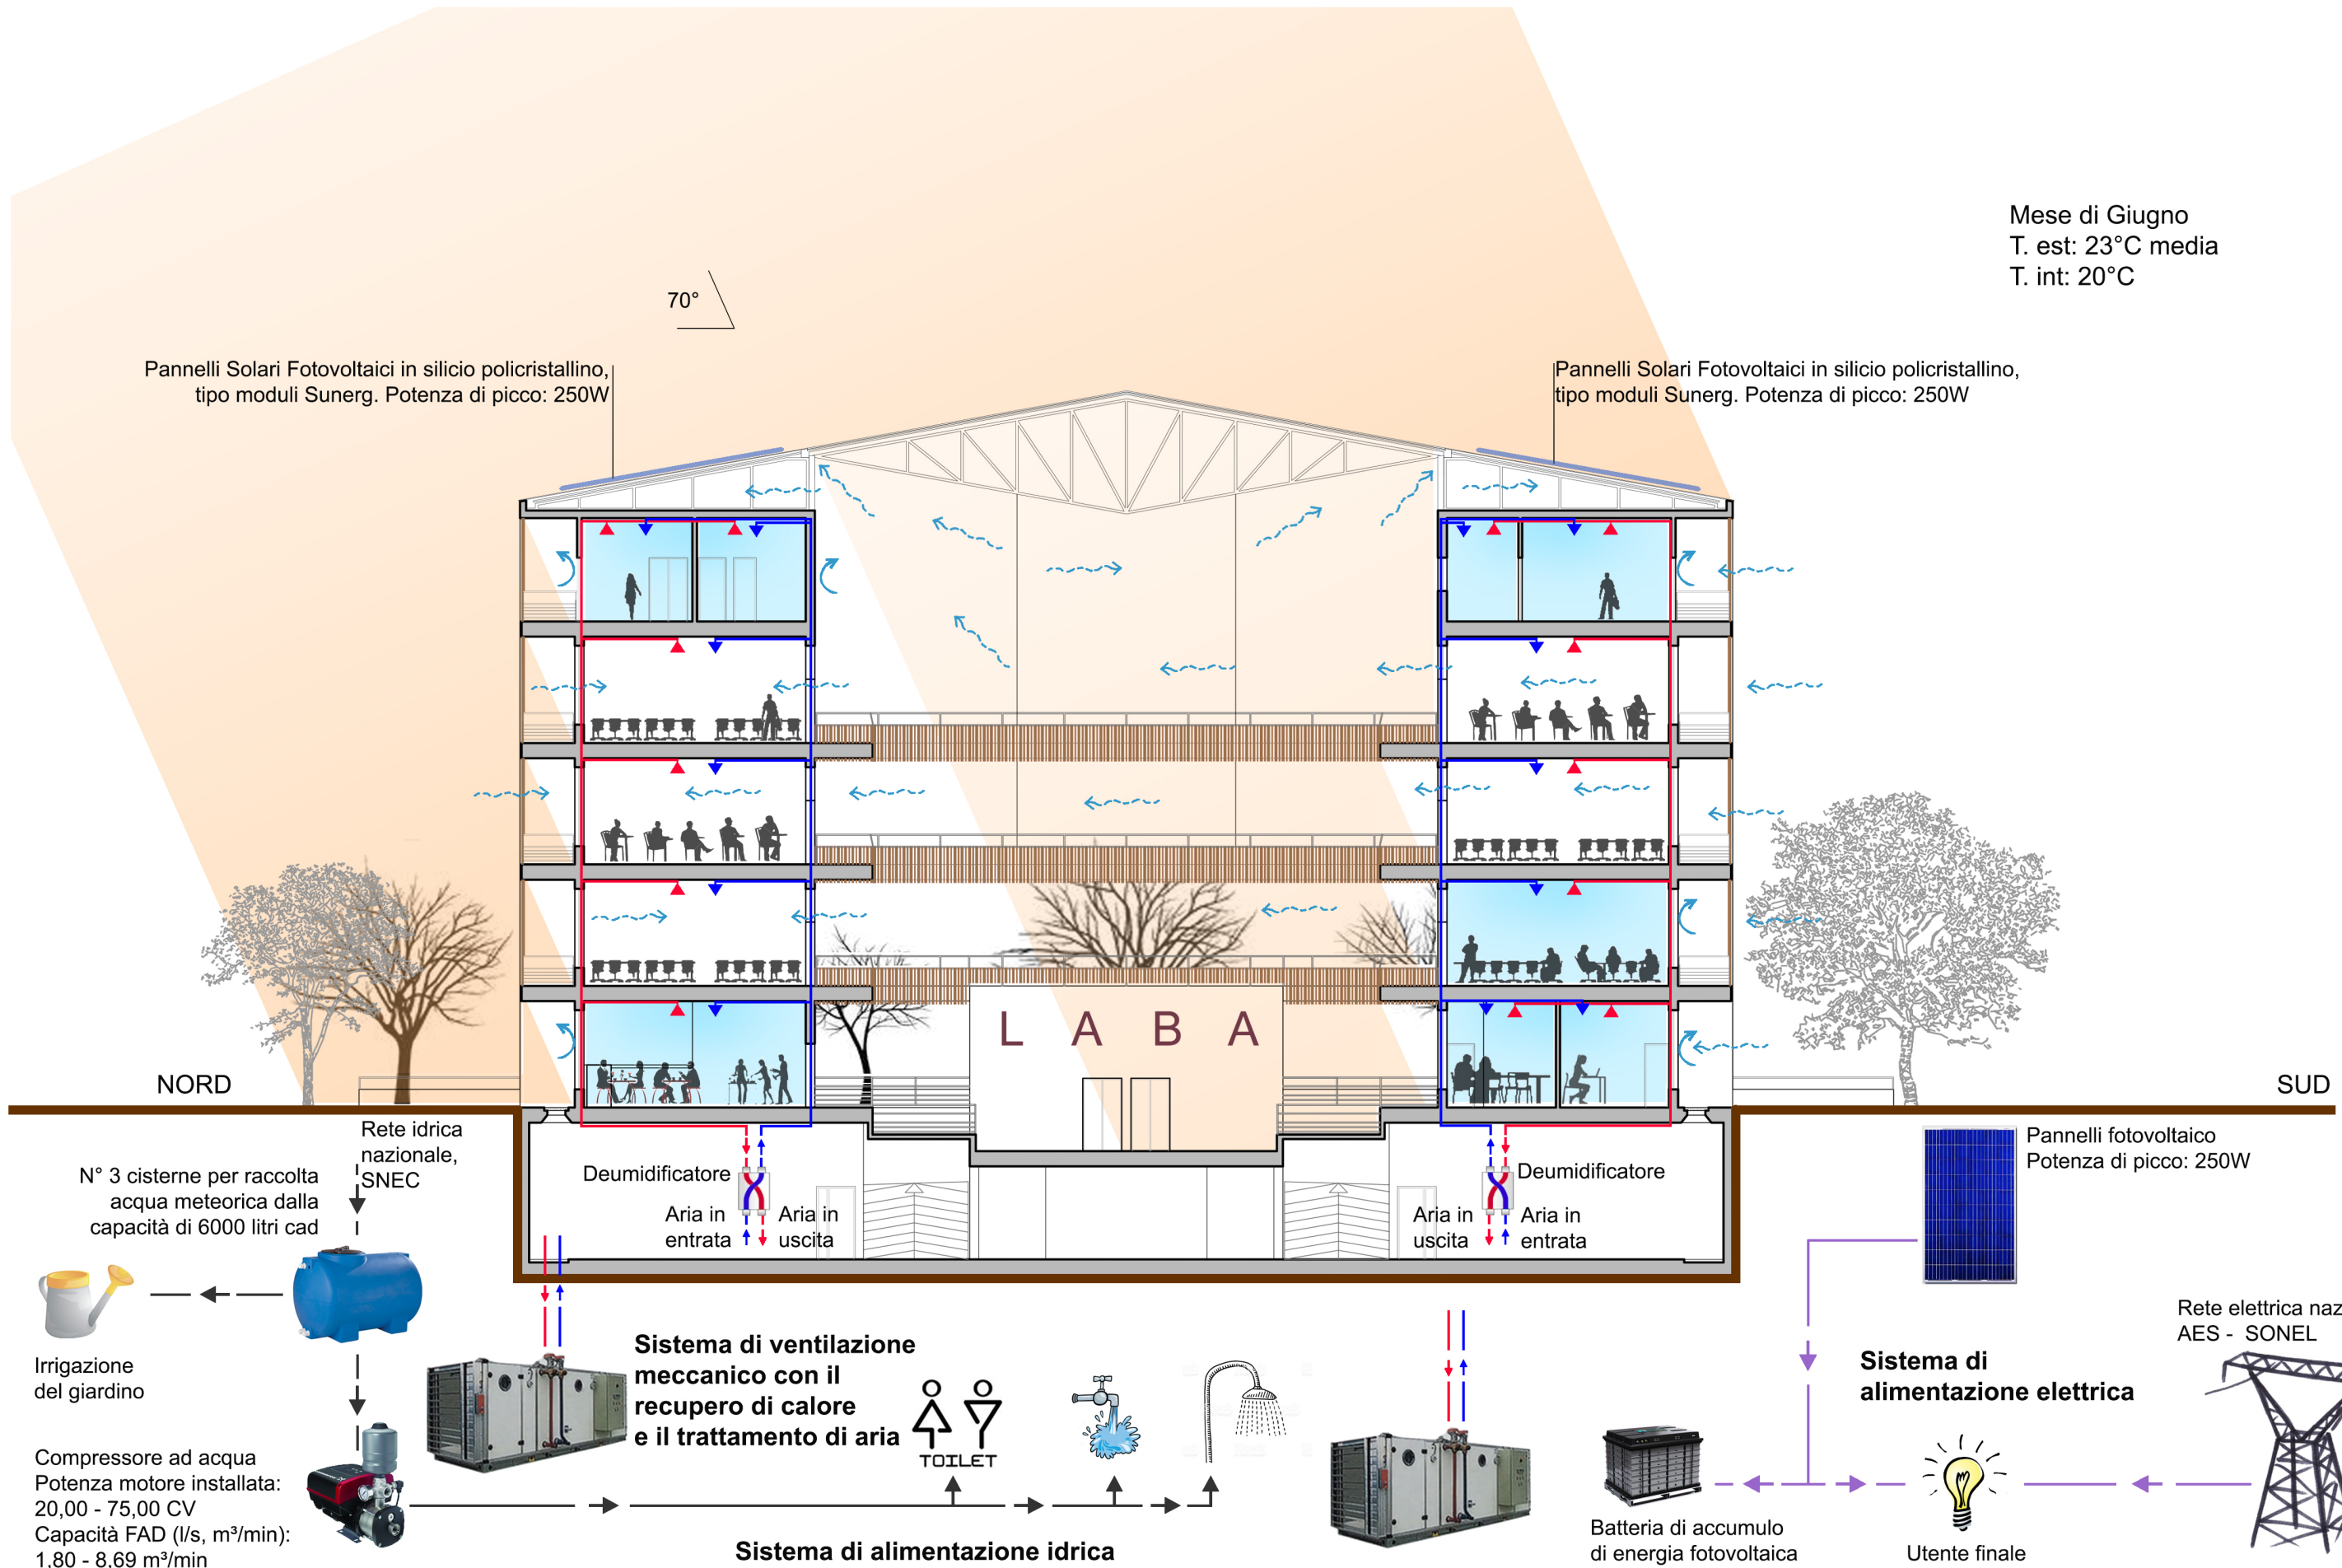 Mese di Giugno
T. est: 23°C media
T. int: 20°C
70°
Pannelli Solari Fotovoltaici in silicio policristallino,
tipo moduli Sunerg. Potenza di picco: 250W
Pannelli Solari Fotovoltaici in silicio policristallino,
tipo moduli Sunerg. Potenza di picco: 250W
L A B A
NORD
SUD
Rete idrica
nazionale,
SNEC
N° 3 cisterne per raccolta
acqua meteorica dalla
capacità di 6000 litri cad
Deumidificatore
Aria in
entrata
Aria in
uscita
Deumidificatore
Aria in
uscita
Aria in
entrata
Pannelli fotovoltaico
Potenza di picco: 250W
Irrigazione
del giardino
Sistema di ventilazione
meccanico con il
recupero di calore
e il trattamento di aria
TOILET
Rete elettrica naz
AES - SONEL
Sistema di
alimentazione elettrica
Compressore ad acqua
Potenza motore installata:
20,00 - 75,00 CV
Capacità FAD (l/s, m³/min):
1,80 - 8,69 m³/min
Sistema di alimentazione idrica
Batteria di accumulo
di energia fotovoltaica
Utente finale